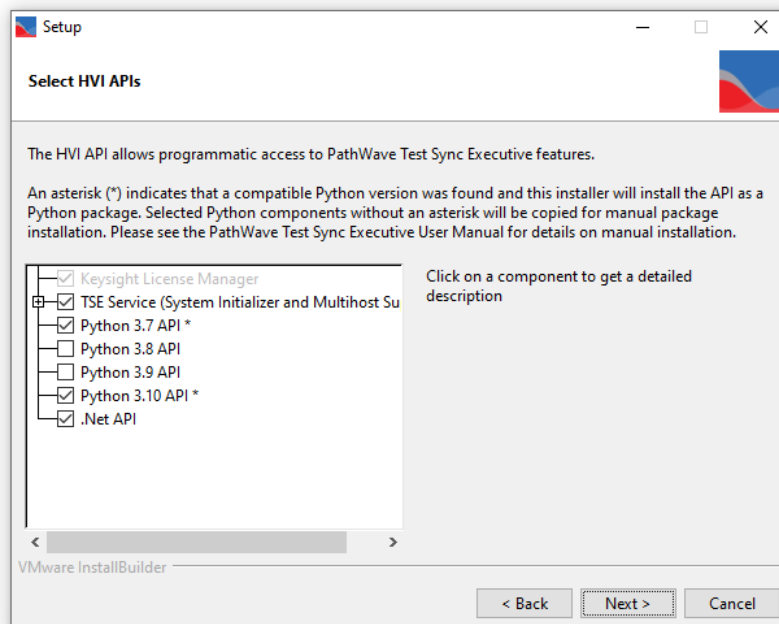 Setup
Select HVI APIs
The HVI API allows programmatic access to PathWave Test Sync Executive features.
An asterisk (*) indicates that a compatible Python version was found and this installer will install the API as a
Python package. Selected Python components without an asterisk will be copied for manual package
installation. Please see the PathWave Test Sync Executive User Manual for details on manual installation.
Keysight License Manager
TSE Service (System Initializer and Multihost Su
Python 3.7 API *
Python 3.8 API
Python 3.9 API
Python 3.10 API *
.Net API
Click on a component to get a detailed
description
VMware InstallBuilder
< Back
Next >
Cancel